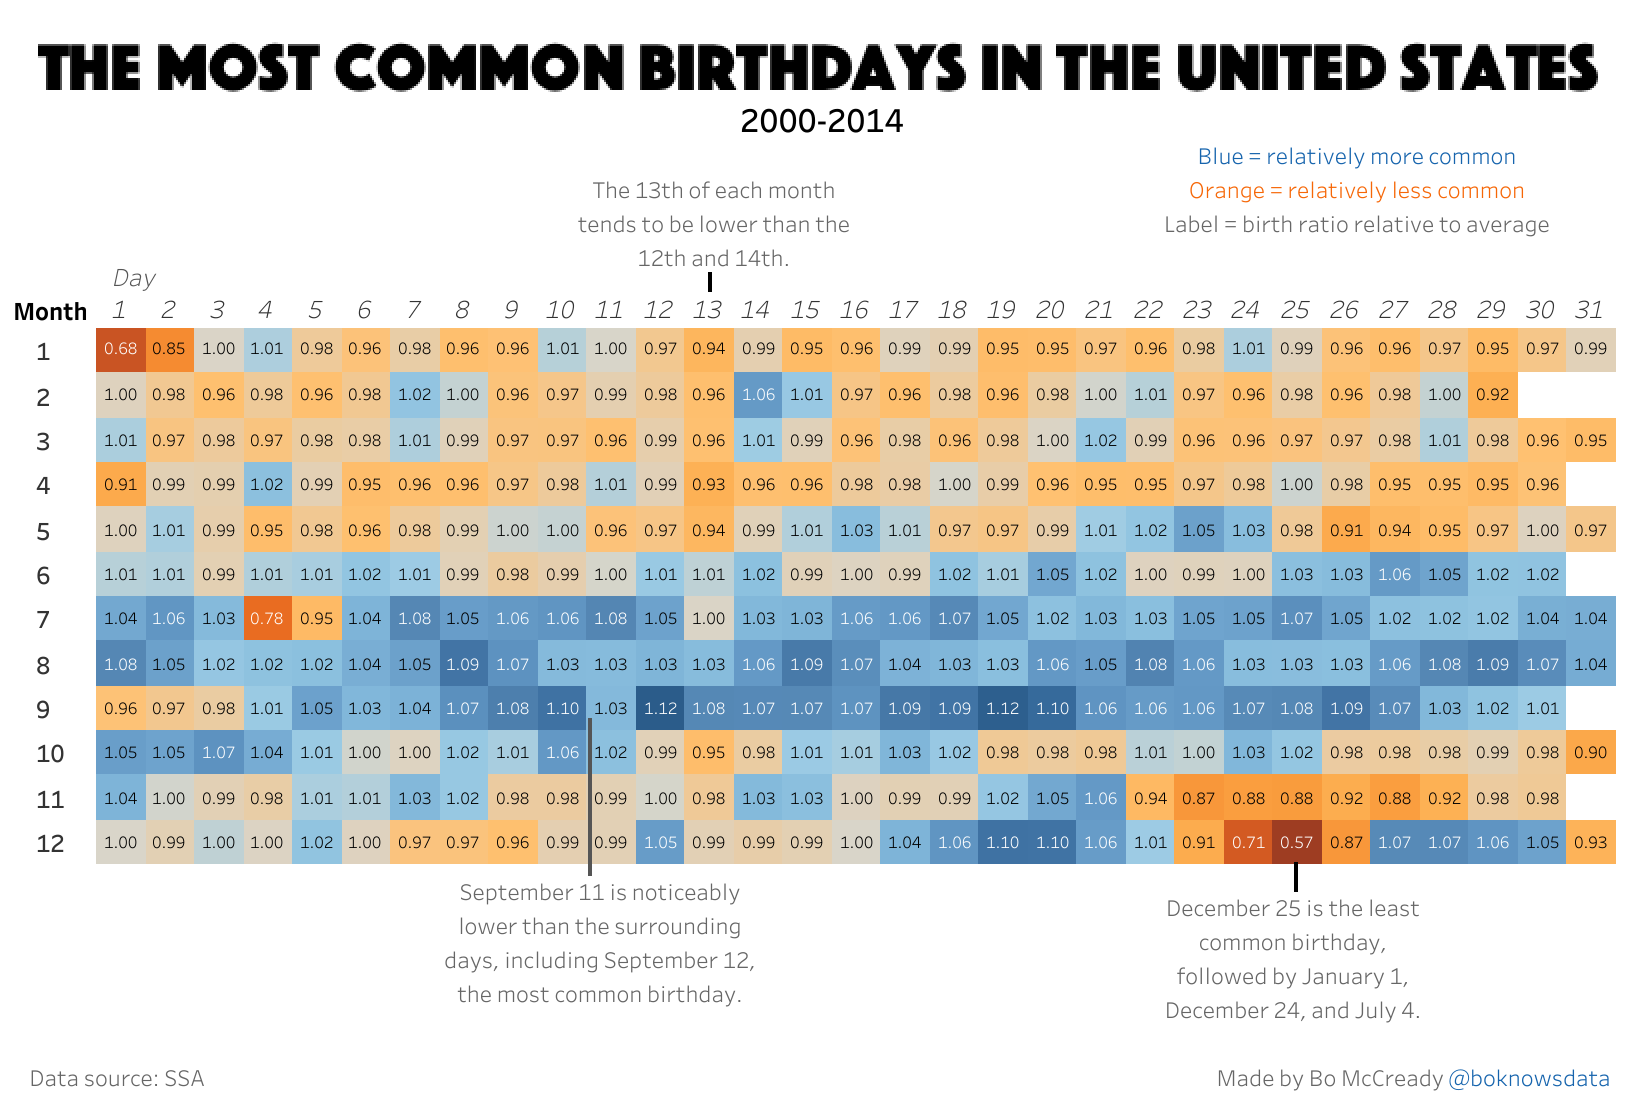 THE MOST COMMON BIRTHDAYS IN THE UNITED STATES
2000-2014
Blue = relatively more common
Orange = relatively less common
Label = birth ratio relative to average
The 13th of each month
tends to be lower than the
12th and 14th.
Day
Month 1 2 3 4 5 6 7 8 9 10 11 12 13 14 15 16 17 18 19 20 21 22 23 24 25 26 27 28 29 30 31
1 0.68 0.85 1.00 1.01 0.98 0.96 0.98 0.96 0.96 1.01 1.00 0.97 0.94 0.99 0.95 0.96 0.99 0.99 0.95 0.95 0.97 0.96 0.98 1.01 0.99 0.96 0.96 0.97 0.95 0.97 0.99
2 1.00 0.98 0.96 0.98 0.96 0.98 1.02 1.00 0.96 0.97 0.99 0.98 0.96 1.06 1.01 0.97 0.96 0.98 0.96 0.98 1.00 1.01 0.97 0.96 0.98 0.96 0.98 1.00 0.92
3 1.01 0.97 0.98 0.97 0.98 0.98 1.01 0.99 0.97 0.97 0.96 0.99 0.96 1.01 0.99 0.96 0.98 0.96 0.98 1.00 1.02 0.99 0.96 0.96 0.97 0.97 0.98 1.01 0.98 0.96 0.95
4 0.91 0.99 0.99 1.02 0.99 0.95 0.96 0.96 0.97 0.98 1.01 0.99 0.93 0.96 0.96 0.98 0.98 1.00 0.99 0.96 0.95 0.95 0.97 0.98 1.00 0.98 0.95 0.95 0.95 0.96
5 1.00 1.01 0.99 0.95 0.98 0.96 0.98 0.99 1.00 1.00 0.96 0.97 0.94 0.99 1.01 1.03 1.01 0.97 0.97 0.99 1.01 1.02 1.05 1.03 0.98 0.91 0.94 0.95 0.97 1.00 0.97
6 1.01 1.01 0.99 1.01 1.01 1.02 1.01 0.99 0.98 0.99 1.00 1.01 1.01 1.02 0.99 1.00 0.99 1.02 1.01 1.05 1.02 1.00 0.99 1.00 1.03 1.03 1.06 1.05 1.02 1.02
7 1.04 1.06 1.03 0.78 0.95 1.04 1.08 1.05 1.06 1.06 1.08 1.05 1.00 1.03 1.03 1.06 1.06 1.07 1.05 1.02 1.03 1.03 1.05 1.05 1.07 1.05 1.02 1.02 1.02 1.04 1.04
8 1.08 1.05 1.02 1.02 1.02 1.04 1.05 1.09 1.07 1.03 1.03 1.03 1.03 1.06 1.09 1.07 1.04 1.03 1.03 1.06 1.05 1.08 1.06 1.03 1.03 1.03 1.06 1.08 1.09 1.07 1.04
9 0.96 0.97 0.98 1.01 1.05 1.03 1.04 1.07 1.08 1.10 1.03 1.12 1.08 1.07 1.07 1.07 1.09 1.09 1.12 1.10 1.06 1.06 1.06 1.07 1.08 1.09 1.07 1.03 1.02 1.01
10 1.05 1.05 1.07 1.04 1.01 1.00 1.00 1.02 1.01 1.06 1.02 0.99 0.95 0.98 1.01 1.01 1.03 1.02 0.98 0.98 0.98 1.01 1.00 1.03 1.02 0.98 0.98 0.98 0.99 0.98 0.90
11 1.04 1.00 0.99 0.98 1.01 1.01 1.03 1.02 0.98 0.98 0.99 1.00 0.98 1.03 1.03 1.00 0.99 0.99 1.02 1.05 1.06 0.94 0.87 0.88 0.88 0.92 0.88 0.92 0.98 0.98
12 1.00 0.99 1.00 1.00 1.02 1.00 0.97 0.97 0.96 0.99 0.99 1.05 0.99 0.99 0.99 1.00 1.04 1.06 1.10 1.10 1.06 1.01 0.91 0.71 0.57 0.87 1.07 1.07 1.06 1.05 0.93
September 11 is noticeably
lower than the surrounding
days, including September 12,
the most common birthday.
December 25 is the least
common birthday,
followed by January 1,
December 24, and July 4.
Data source: SSA
Made by Bo McCready @boknowsdata